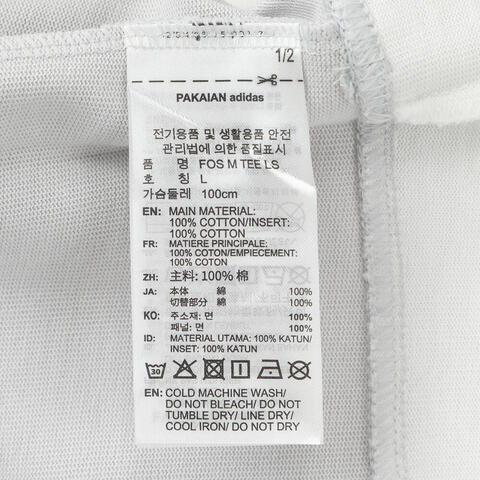 1/2
PAKAIAN adidas
전기용품 및 생활용품 안전
관리법에 의한 품질표시
품 명 FOS M TEE LS
호 칭 L
가슴둘레 100cm
EN: MAIN MATERIAL:
100% COTTON/INSERT:
100% COTTON
FR: MATIERE PRINCIPALE:
100% COTON/EMPIECEMENT:
100% COTON
ZH: 主料: 100% 棉
JA: 本体 綿 100%
切替部分 綿 100%
KO: 주소재: 면 100%
패널: 면 100%
ID: MATERIAL UTAMA: 100% KATUN/
INSET: 100% KATUN
30
EN: COLD MACHINE WASH/
DO NOT BLEACH/ DO NOT
TUMBLE DRY/ LINE DRY/
COOL IRON/ DO NOT DRY